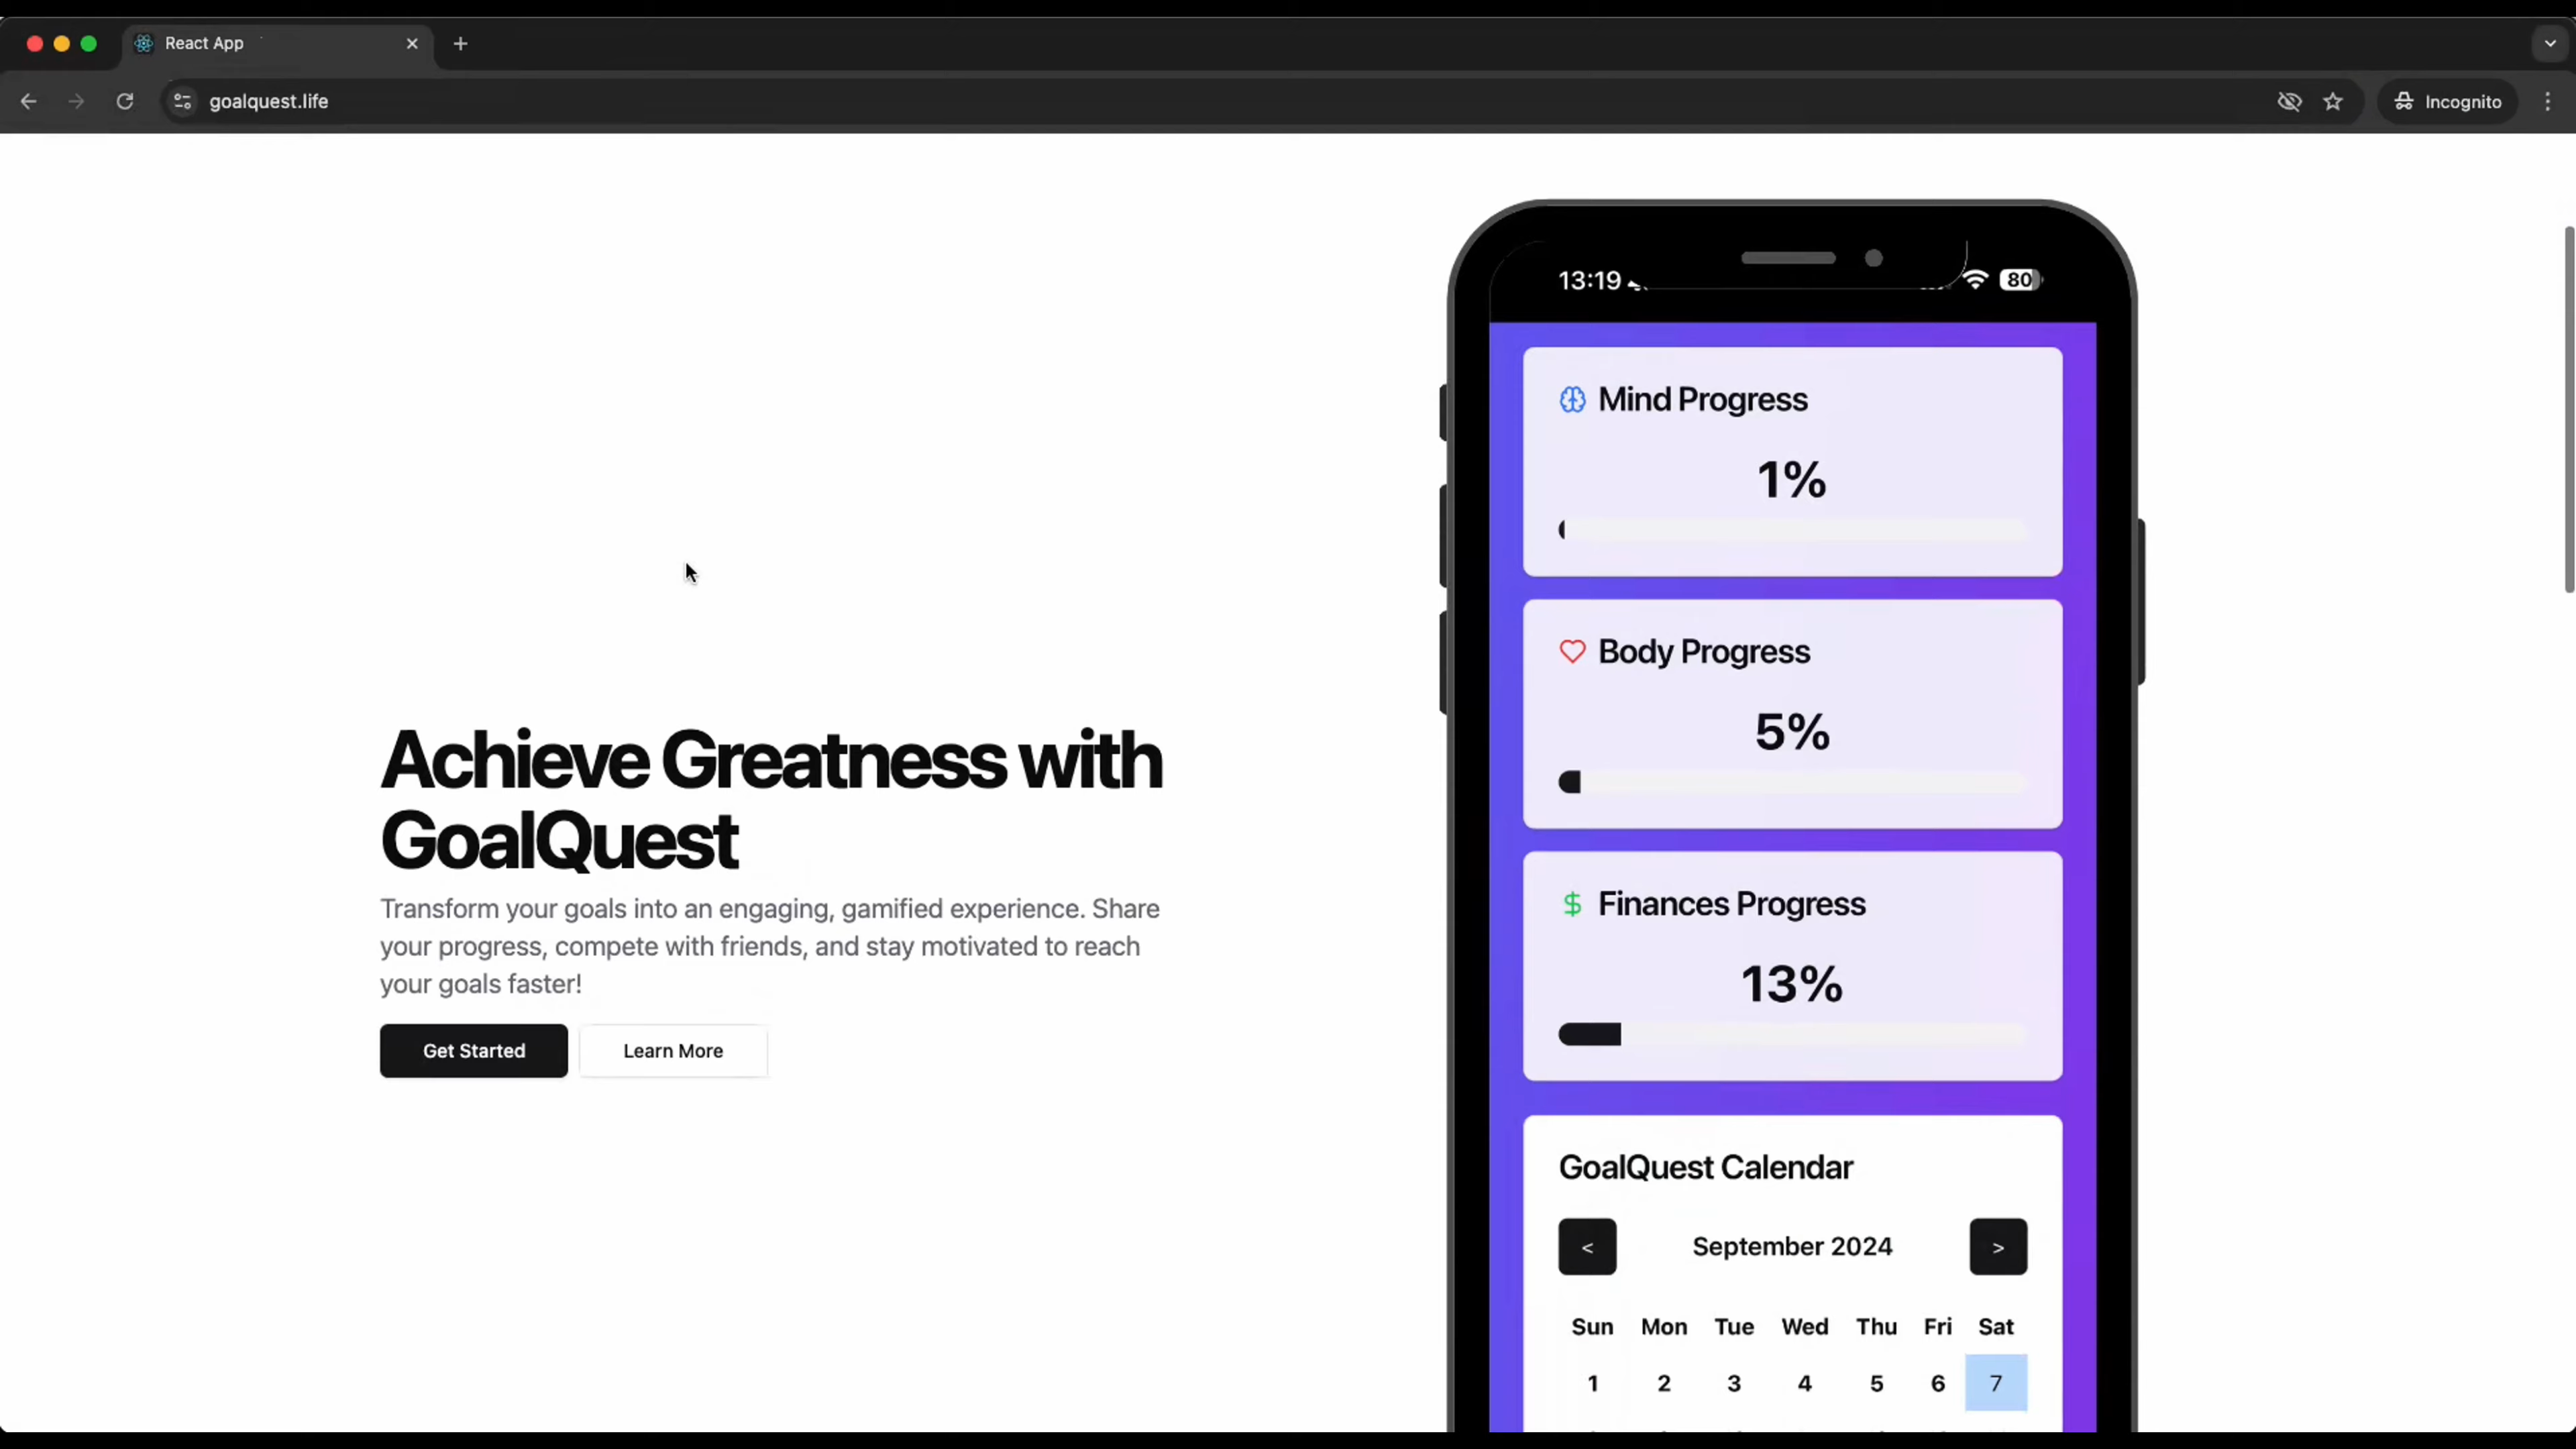 React App
goalquest.life
Incognito
Achieve Greatness with
GoalQuest
Transform your goals into an engaging, gamified experience. Share
your progress, compete with friends, and stay motivated to reach
your goals faster!
Get Started
Learn More
13:19
80
Mind Progress
1%
Body Progress
5%
Finances Progress
13%
GoalQuest Calendar
< September 2024 >
Sun Mon Tue Wed Thu Fri Sat
1 2 3 4 5 6 7